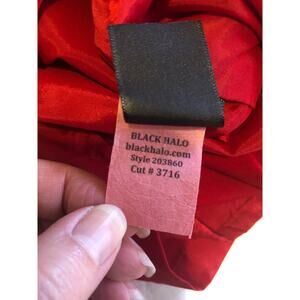 BLACK HALO
blackhalo.com
Style 203860
Cut # 3716